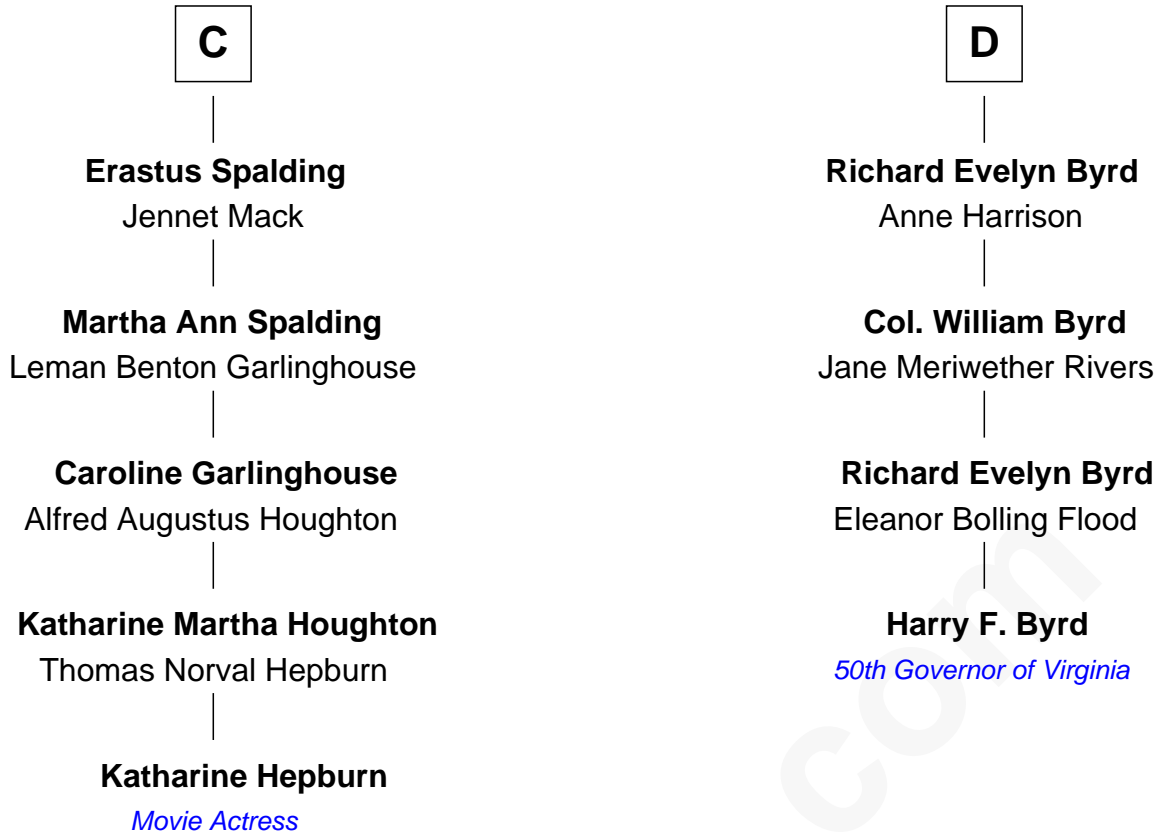 C
Erastus Spalding
Jennet Mack
Martha Ann Spalding
Leman Benton Garlinghouse
Caroline Garlinghouse
Alfred Augustus Houghton
Katharine Martha Houghton
Thomas Norval Hepburn
Katharine Hepburn
Movie Actress
D
Richard Evelyn Byrd
Anne Harrison
Col. William Byrd
Jane Meriwether Rivers
Richard Evelyn Byrd
Eleanor Bolling Flood
Harry F. Byrd
50th Governor of Virginia
com